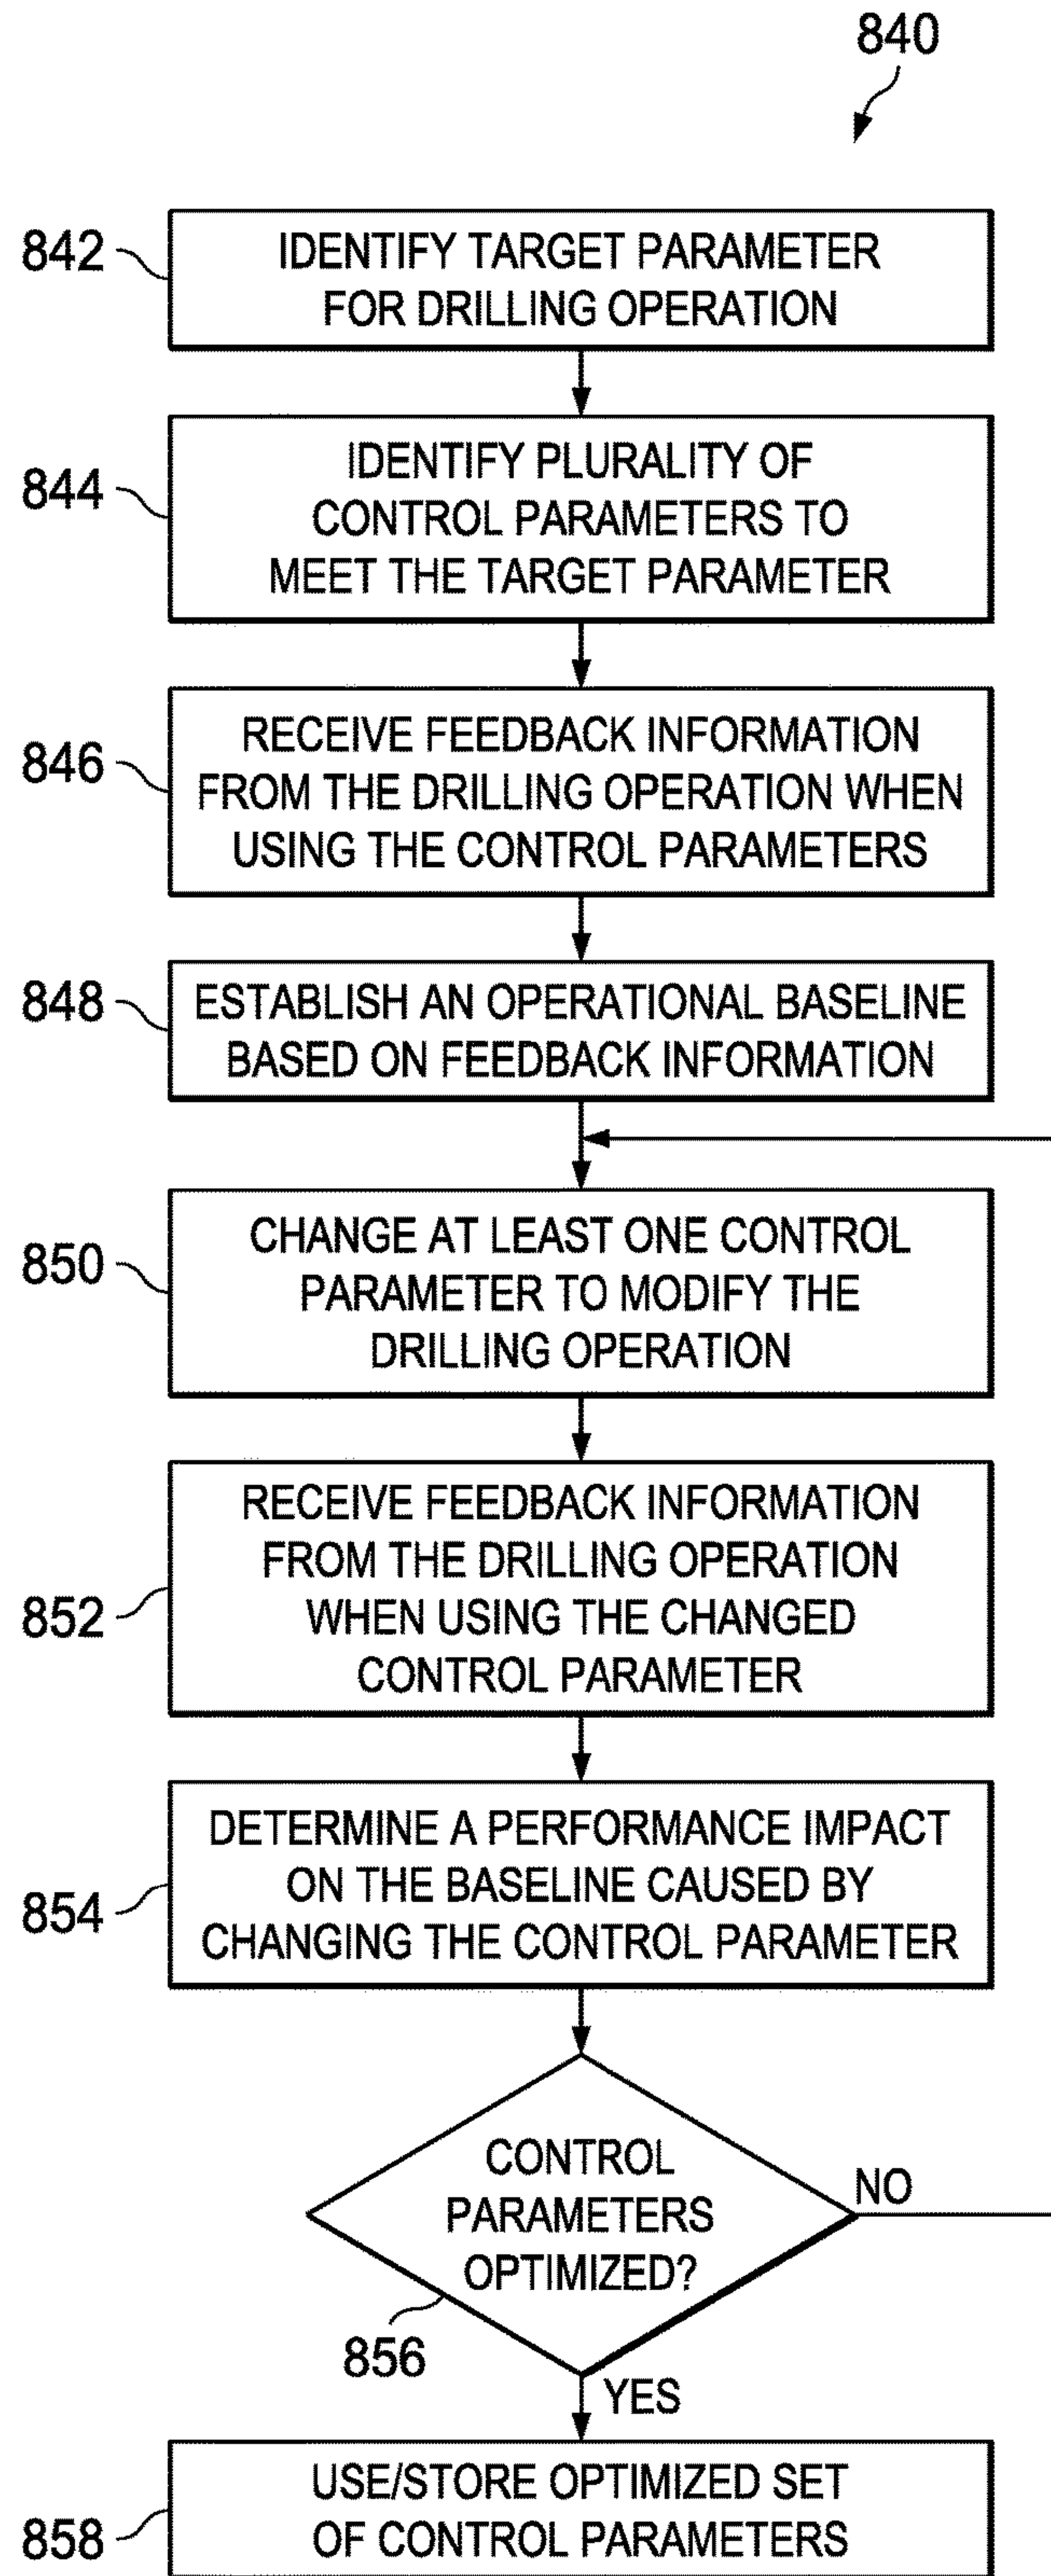 840
842
IDENTIFY TARGET PARAMETER
FOR DRILLING OPERATION
844
IDENTIFY PLURALITY OF
CONTROL PARAMETERS TO
MEET THE TARGET PARAMETER
846
RECEIVE FEEDBACK INFORMATION
FROM THE DRILLING OPERATION WHEN
USING THE CONTROL PARAMETERS
848
ESTABLISH AN OPERATIONAL BASELINE
BASED ON FEEDBACK INFORMATION
850
CHANGE AT LEAST ONE CONTROL
PARAMETER TO MODIFY THE
DRILLING OPERATION
852
RECEIVE FEEDBACK INFORMATION
FROM THE DRILLING OPERATION
WHEN USING THE CHANGED
CONTROL PARAMETER
854
DETERMINE A PERFORMANCE IMPACT
ON THE BASELINE CAUSED BY
CHANGING THE CONTROL PARAMETER
CONTROL
PARAMETERS
OPTIMIZED?
NO
856
YES
858
USE/STORE OPTIMIZED SET
OF CONTROL PARAMETERS